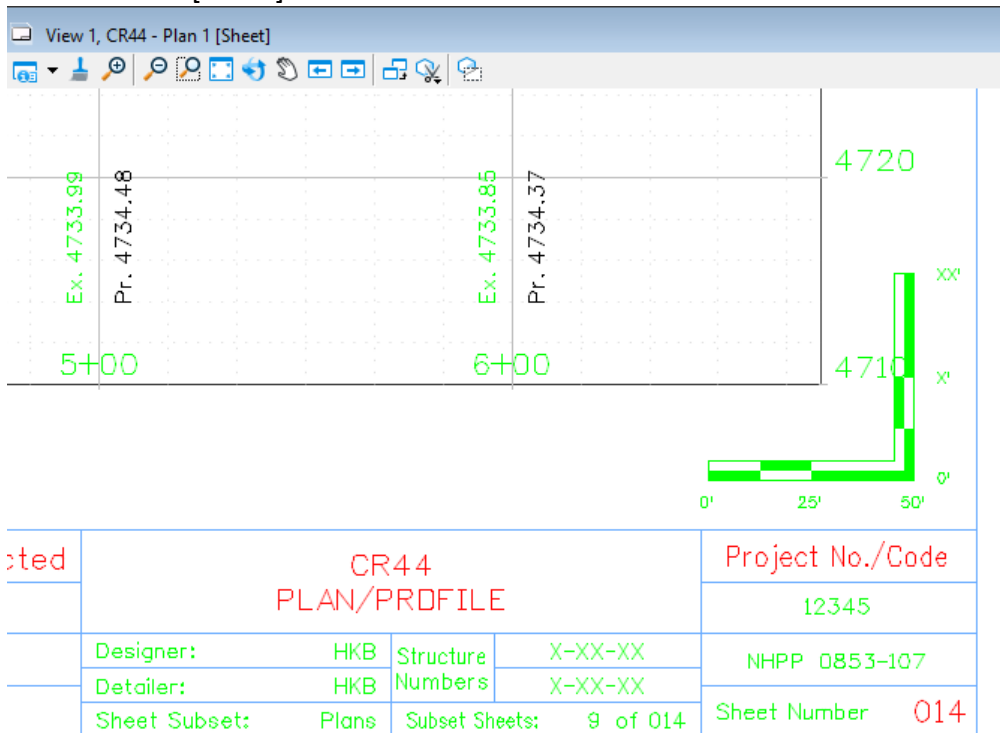 View 1, CR44 - Plan 1 [Sheet]
4720
Ex. 4733.99
Pr. 4734.48
Ex. 4733.85
Pr. 4734.37
XX'
5+00
6+00
4710
X'
0'
0'
25'
50'
cted
CR44
PLAN/PROFILE
Project No./Code
12345
Designer: HKB
Structure
Numbers
X-XX-XX
NHPP 0853-107
Detailer: HKB
X-XX-XX
Sheet Subset: Plans
Subset Sheets: 9 of 014
Sheet Number 014